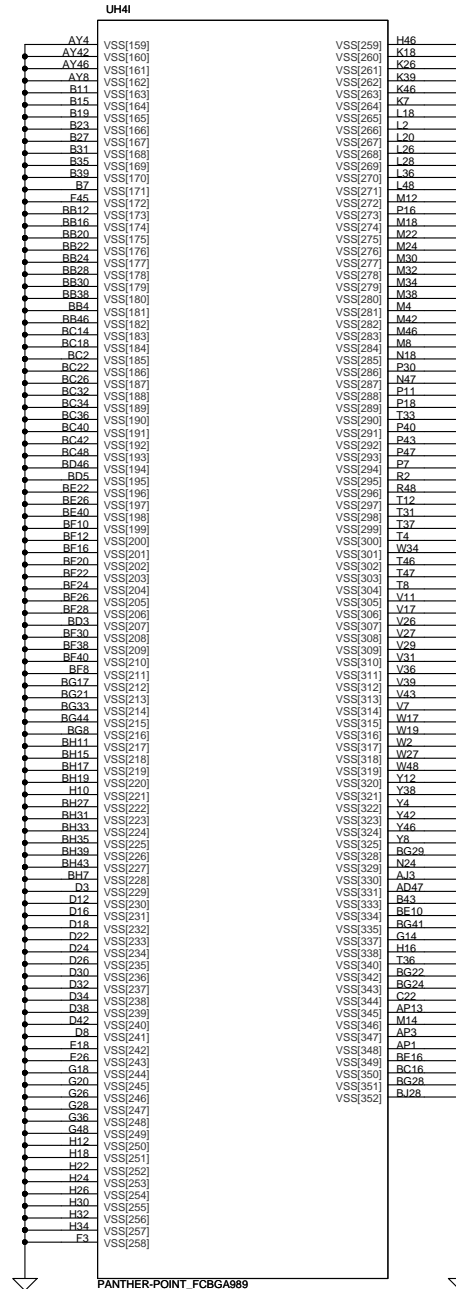 UH4I
AY4 VSS[159] VSS[259] H46
AY42 VSS[160] VSS[260] K18
AY46 VSS[161] VSS[261] K26
AY8 VSS[162] VSS[262] K39
B11 VSS[163] VSS[263] K46
B15 VSS[164] VSS[264] K7
B19 VSS[165] VSS[265] L18
B23 VSS[166] VSS[266] L2
B27 VSS[167] VSS[267] L20
B31 VSS[168] VSS[268] L26
B35 VSS[169] VSS[269] L28
B39 VSS[170] VSS[270] L36
B7 VSS[171] VSS[271] L48
F45 VSS[172] VSS[272] M12
BB12 VSS[173] VSS[273] P16
BB16 VSS[174] VSS[274] M18
BB20 VSS[175] VSS[275] M22
BB22 VSS[176] VSS[276] M24
BB24 VSS[177] VSS[277] M30
BB28 VSS[178] VSS[278] M32
BB30 VSS[179] VSS[279] M34
BB38 VSS[180] VSS[280] M38
BB4 VSS[181] VSS[281] M4
BB46 VSS[182] VSS[282] M42
BC14 VSS[183] VSS[283] M46
BC18 VSS[184] VSS[284] M8
BC2 VSS[185] VSS[285] N18
BC22 VSS[186] VSS[286] P30
BC26 VSS[187] VSS[287] N47
BC32 VSS[188] VSS[288] P11
BC34 VSS[189] VSS[289] P18
BC36 VSS[190] VSS[290] T33
BC40 VSS[191] VSS[291] P40
BC42 VSS[192] VSS[292] P43
BC48 VSS[193] VSS[293] P47
BD46 VSS[194] VSS[294] P7
BD5 VSS[195] VSS[295] R2
BE22 VSS[196] VSS[296] R48
BE26 VSS[197] VSS[297] T12
BE40 VSS[198] VSS[298] T31
BF10 VSS[199] VSS[299] T37
BF12 VSS[200] VSS[300] T4
BF16 VSS[201] VSS[301] W34
BF20 VSS[202] VSS[302] T46
BF22 VSS[203] VSS[303] T47
BF24 VSS[204] VSS[304] T8
BF26 VSS[205] VSS[305] V11
BF28 VSS[206] VSS[306] V17
BD3 VSS[207] VSS[307] V26
BF30 VSS[208] VSS[308] V27
BF38 VSS[209] VSS[309] V29
BF40 VSS[210] VSS[310] V31
BF8 VSS[211] VSS[311] V36
BG17 VSS[212] VSS[312] V39
BG21 VSS[213] VSS[313] V43
BG33 VSS[214] VSS[314] V7
BG44 VSS[215] VSS[315] W17
BG8 VSS[216] VSS[316] W19
BH11 VSS[217] VSS[317] W2
BH15 VSS[218] VSS[318] W27
BH17 VSS[219] VSS[319] W48
BH19 VSS[220] VSS[320] Y12
H10 VSS[221] VSS[321] Y38
BH27 VSS[222] VSS[322] Y4
BH31 VSS[223] VSS[323] Y42
BH33 VSS[224] VSS[324] Y46
BH35 VSS[225] VSS[325] Y8
BH39 VSS[226] VSS[328] BG29
BH43 VSS[227] VSS[329] N24
BH7 VSS[228] VSS[330] AJ3
D3 VSS[229] VSS[331] AD47
D12 VSS[230] VSS[333] B43
D16 VSS[231] VSS[334] BE10
D18 VSS[232] VSS[335] BG41
D22 VSS[233] VSS[337] G14
D24 VSS[234] VSS[338] H16
D26 VSS[235] VSS[340] T36
D30 VSS[236] VSS[342] BG22
D32 VSS[237] VSS[343] BG24
D34 VSS[238] VSS[344] C22
D38 VSS[239] VSS[345] AP13
D42 VSS[240] VSS[346] M14
D8 VSS[241] VSS[347] AP3
E18 VSS[242] VSS[348] AP1
E26 VSS[243] VSS[349] BE16
G18 VSS[244] VSS[350] BC16
G20 VSS[245] VSS[351] BG28
G26 VSS[246] VSS[352] BJ28
G28 VSS[247]
G36 VSS[248]
G48 VSS[249]
H12 VSS[250]
H18 VSS[251]
H22 VSS[252]
H24 VSS[253]
H26 VSS[254]
H30 VSS[255]
H32 VSS[256]
H34 VSS[257]
F3 VSS[258]
PANTHER-POINT_FCBGA989